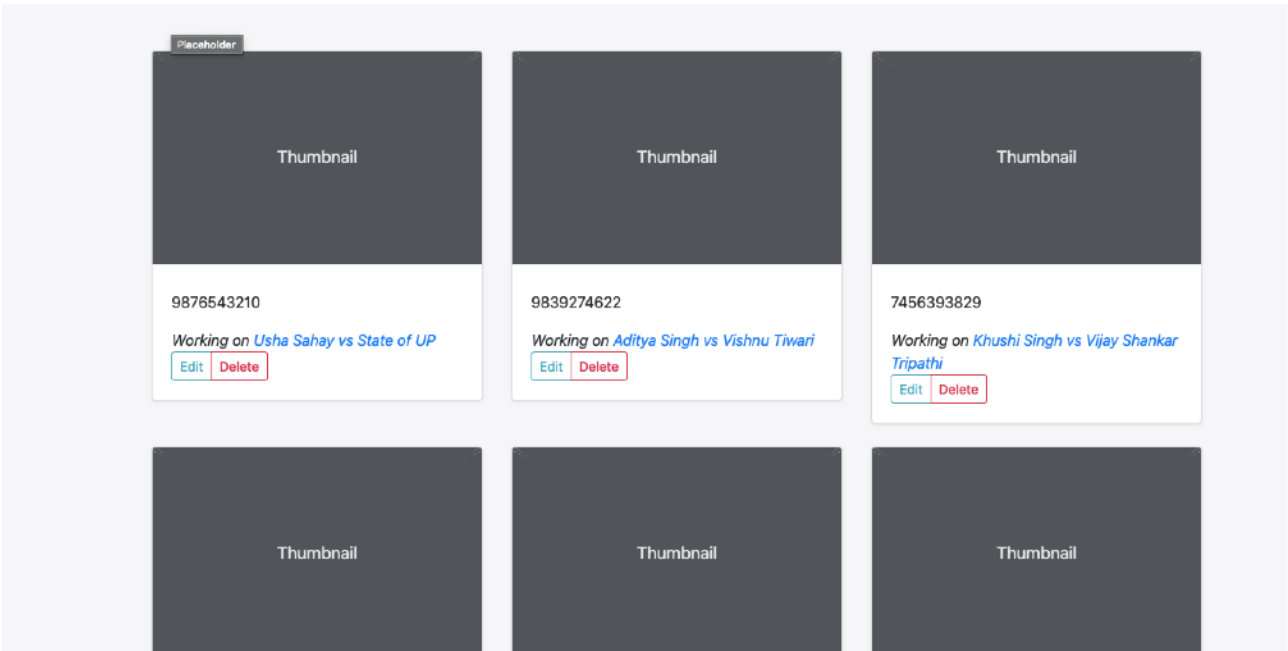 Placeholder
Thumbnail
Thumbnail
Thumbnail
9876543210
9839274622
7456393829
Working on Usha Sahay vs State of UP
Working on Aditya Singh vs Vishnu Tiwari
Working on Khushi Singh vs Vijay Shankar
Tripathi
Edit Delete
Edit Delete
Edit Delete
Thumbnail
Thumbnail
Thumbnail